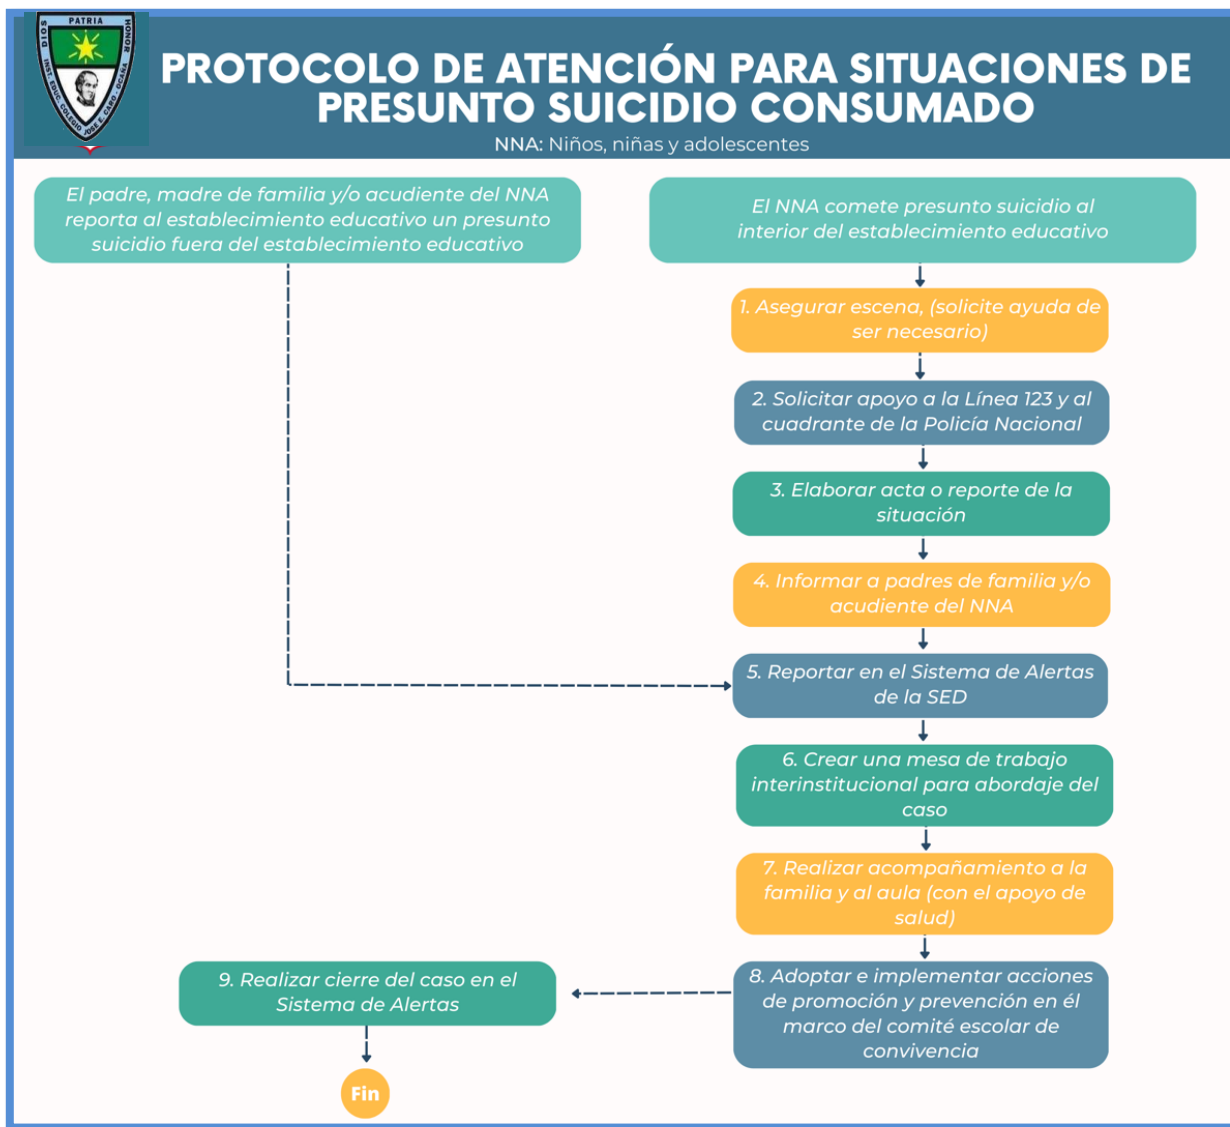 DIOS
PATRIA
HONOR
INST. EDUC. COLEGIO JOSE E. CARO - OCAÑA
PROTOCOLO DE ATENCIÓN PARA SITUACIONES DE
PRESUNTO SUICIDIO CONSUMADO
NNA: Niños, niñas y adolescentes
El padre, madre de familia y/o acudiente del NNA
reporta al establecimiento educativo un presunto
suicidio fuera del establecimiento educativo
El NNA comete presunto suicidio al
interior del establecimiento educativo
1. Asegurar escena, (solicite ayuda de
ser necesario)
2. Solicitar apoyo a la Línea 123 y al
cuadrante de la Policía Nacional
3. Elaborar acta o reporte de la
situación
4. Informar a padres de familia y/o
acudiente del NNA
5. Reportar en el Sistema de Alertas
de la SED
6. Crear una mesa de trabajo
interinstitucional para abordaje del
caso
7. Realizar acompañamiento a la
familia y al aula (con el apoyo de
salud)
8. Adoptar e implementar acciones
de promoción y prevención en él
marco del comité escolar de
convivencia
9. Realizar cierre del caso en el
Sistema de Alertas
Fin